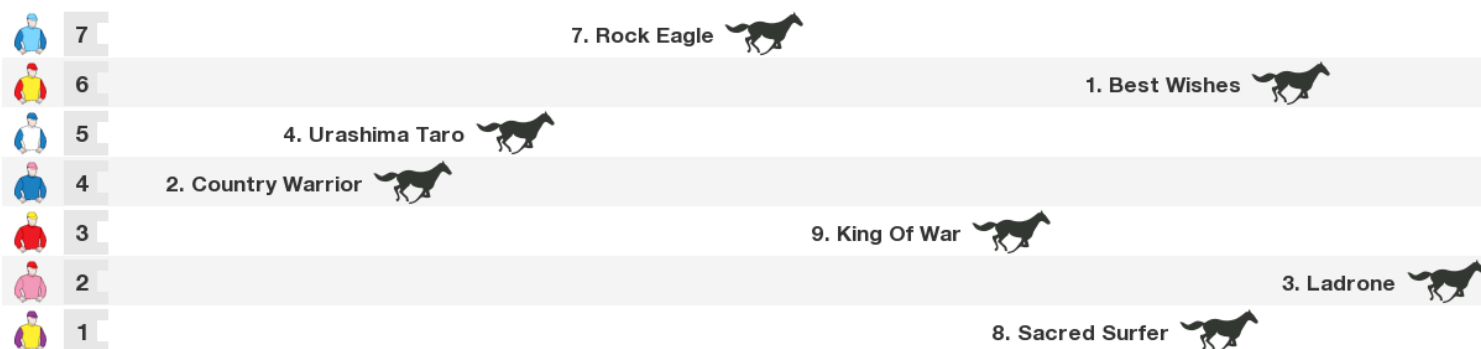 7 7. Rock Eagle
6 1. Best Wishes
5 4. Urashima Taro
4 2. Country Warrior
3 9. King Of War
2 3. Ladrone
1 8. Sacred Surfer